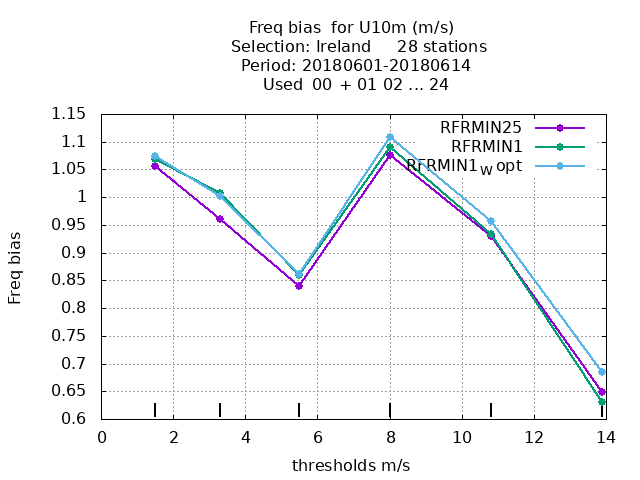 Freq bias  for U10m (m/s)
Selection: Ireland     28 stations
Period: 20180601-20180614
Used  00  + 01 02 ... 24
1.15
1.1
1.05
1
0.95
0.9
0.85
0.8
0.75
0.7
0.65
0.6
Freq bias
RFRMIN25
RFRMIN1
RFRMIN1W opt
0 2 4 6 8 10 12 14
thresholds m/s